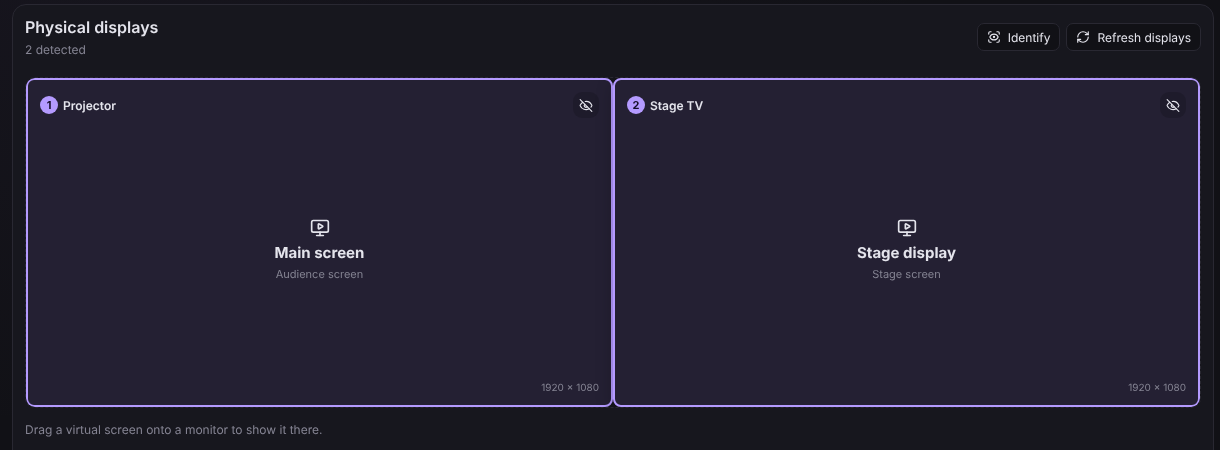 Physical displays
2 detected
Identify
Refresh displays
1 Projector
2 Stage TV
Main screen
Audience screen
Stage display
Stage screen
1920 × 1080
1920 × 1080
Drag a virtual screen onto a monitor to show it there.